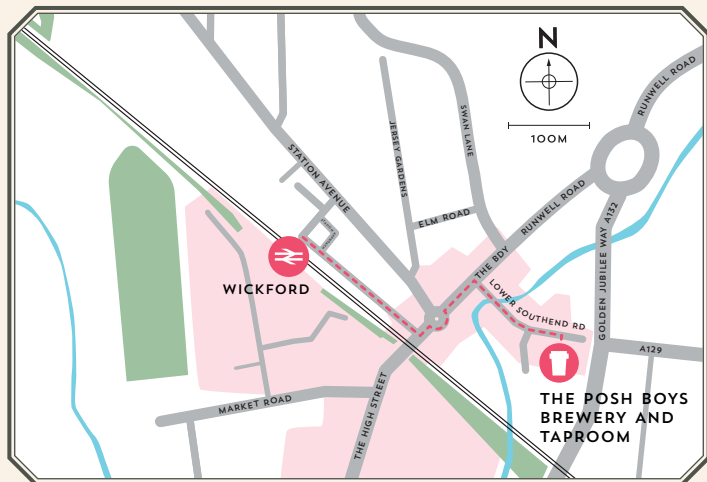 N
100M
RUNWELL ROAD
SWAN LANE
JERSEY GARDENS
STATION AVENUE
ELM ROAD
RUNWELL ROAD
THE BDY
GOLDEN JUBILEE WAY A132
WICKFORD
LOWER SOUTHEND RD
A129
MARKET ROAD
THE HIGH STREET
THE POSH BOYS
BREWERY AND
TAPROOM